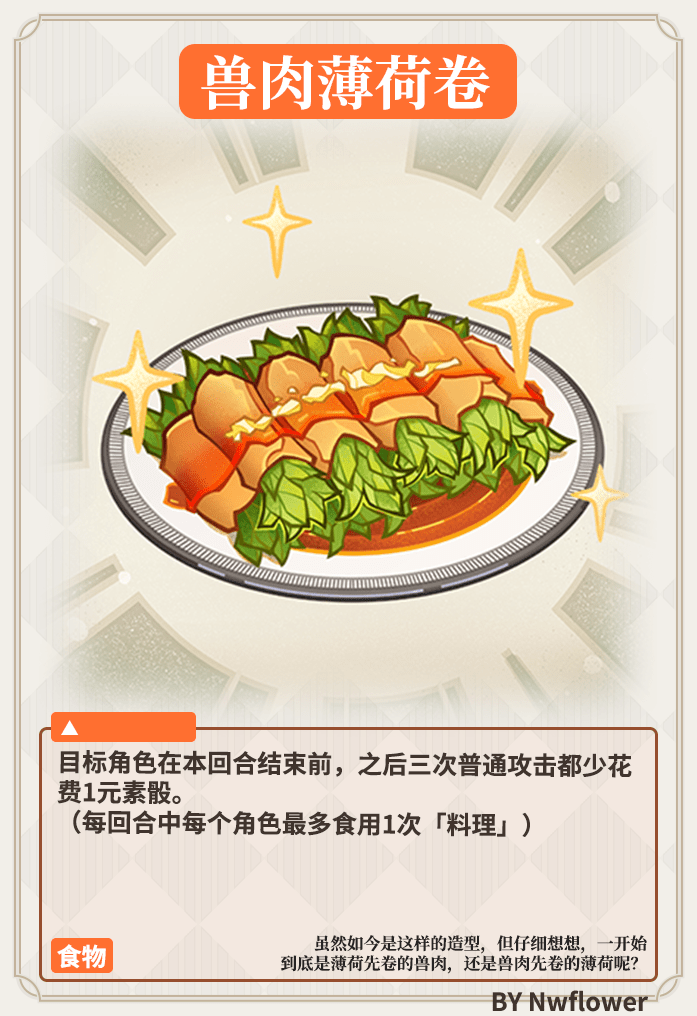 兽肉薄荷卷
目标角色在本回合结束前，之后三次普通攻击都少花
费1元素骰。
（每回合中每个角色最多食用1次「料理」）
食物
虽然如今是这样的造型，但仔细想想，一开始
到底是薄荷先卷的兽肉，还是兽肉先卷的薄荷呢？
BY Nwflower